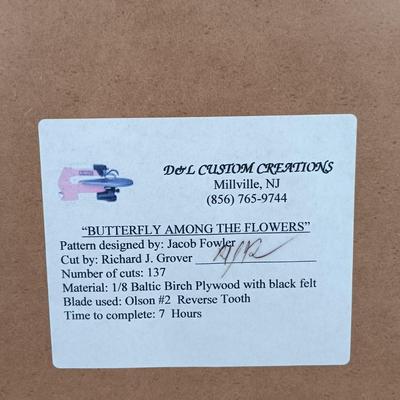 D&L CUSTOM CREATIONS
Millville, NJ
(856) 765-9744
"BUTTERFLY AMONG THE FLOWERS"
Pattern designed by: Jacob Fowler
Cut by: Richard J. Grover
Number of cuts: 137
Material: 1/8 Baltic Birch Plywood with black felt
Blade used: Olson #2 Reverse Tooth
Time to complete: 7 Hours